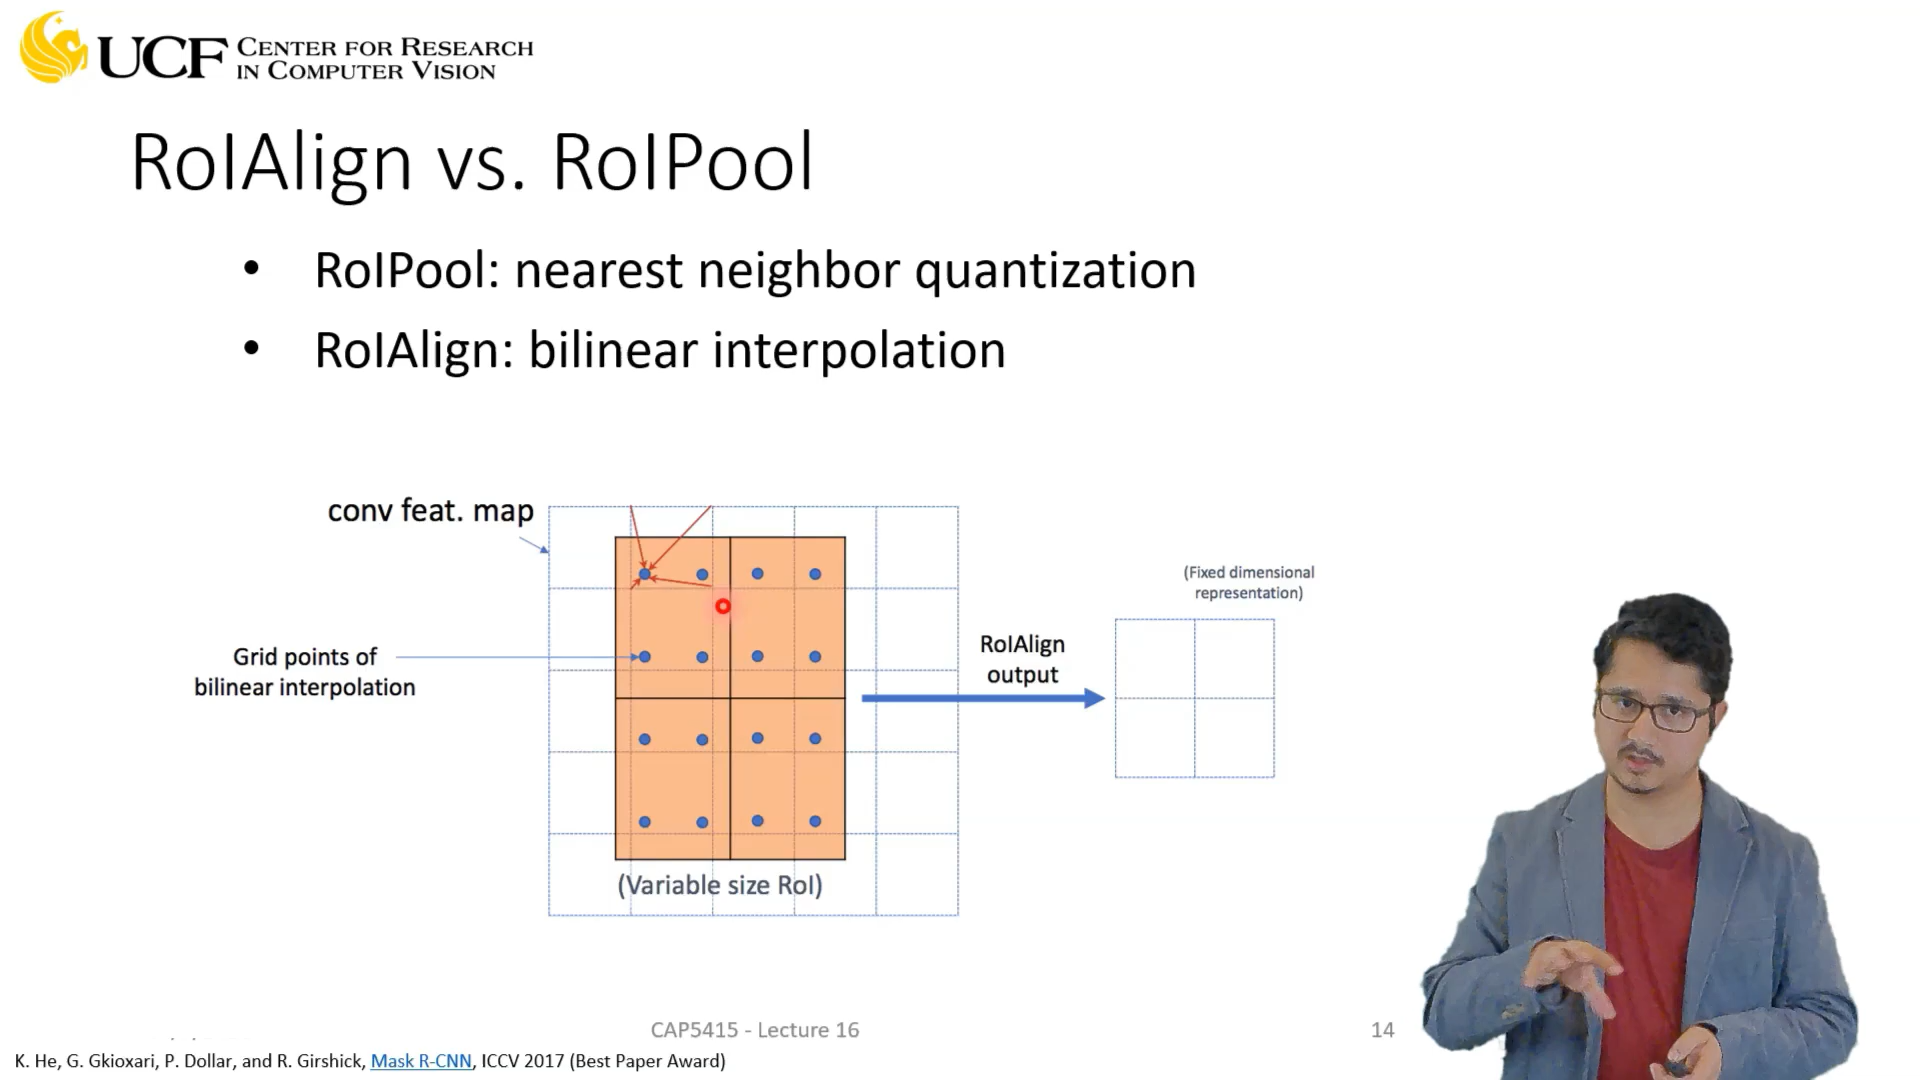 UCF CENTER FOR RESEARCH
IN COMPUTER VISION
RoIAlign vs. RoIPool
• RoIPool: nearest neighbor quantization
• RoIAlign: bilinear interpolation
conv feat. map
(Fixed dimensional
representation)
Grid points of
bilinear interpolation
RoIAlign
output
(Variable size RoI)
CAP5415 - Lecture 16
14
K. He, G. Gkioxari, P. Dollar, and R. Girshick, Mask R-CNN, ICCV 2017 (Best Paper Award)